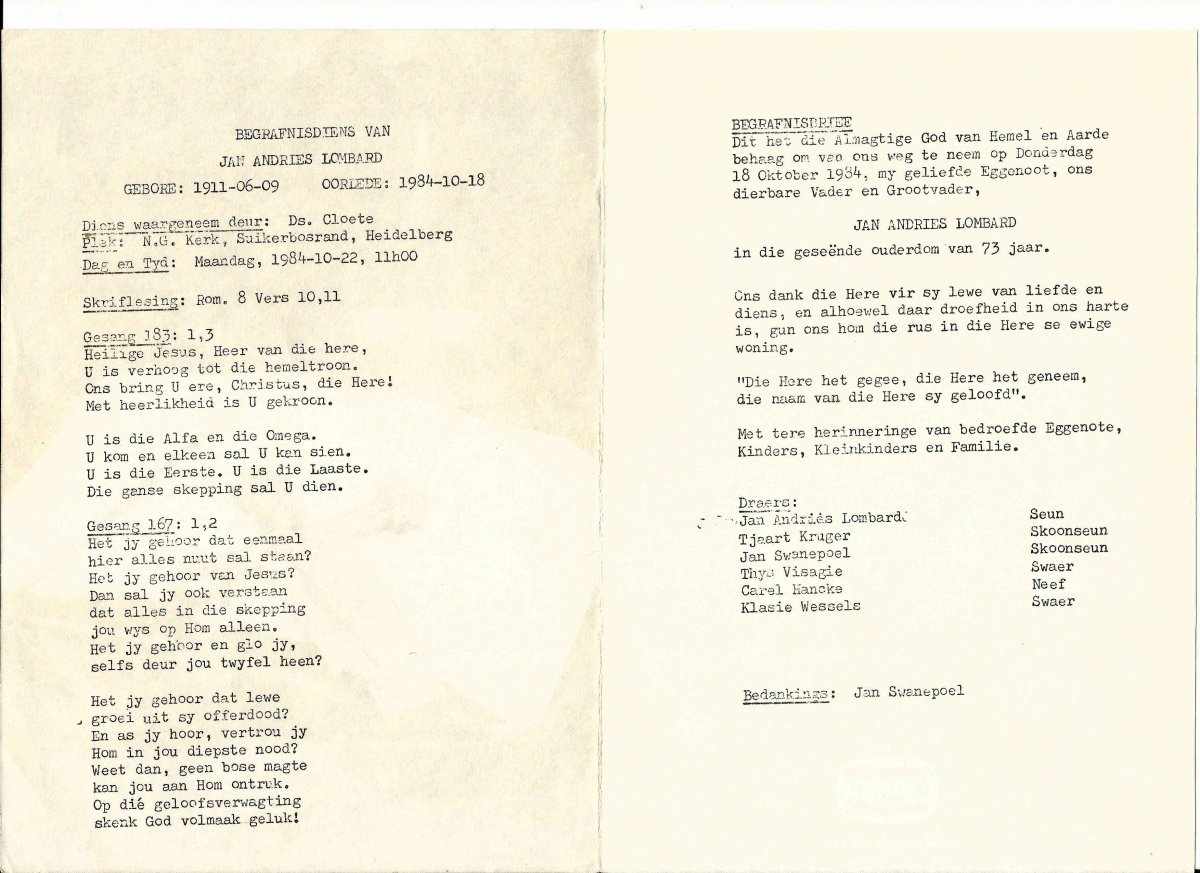 BEGRAFNISDIENS VAN
JAN ANDRIES LOMBARD
GEBORE: 1911-06-09 OORLEDE: 1984-10-18
Diens waargeneem deur: Ds. Cloete
Plek: N.G. Kerk, Suikerbosrand, Heidelberg
Dag en Tyd: Maandag, 1984-10-22, 11h00
Skriflesing: Rom. 8 Vers 10,11
Gesang 183: 1,3
Heilige Jesus, Heer van die here,
U is verhoog tot die hemeltroon.
Ons bring U ere, Christus, die Here!
Met heerlikheid is U gekroon.
U is die Alfa en die Omega.
U kom en elkeen sal U kan sien.
U is die Eerste. U is die Laaste.
Die ganse skepping sal U dien.
Gesang 167: 1,2
Het jy gehoor dat eenmaal
hier alles nuut sal staan?
Het jy gehoor van Jesus?
Dan sal jy ook verstaan
dat alles in die skepping
jou wys op Hom alleen.
Het jy gehoor en glo jy,
selfs deur jou twyfel heen?
Het jy gehoor dat lewe
groei uit sy offerdood?
En as jy hoor, vertrou jy
Hom in jou diepste nood?
Weet dan, geen bose magte
kan jou aan Hom ontruk.
Op dié geloofsverwagting
skenk God volmaak geluk!
BEGRAFNISBRIEF
Dit het die Almagtige God van Hemel en Aarde
behaag om van ons weg te neem op Donderdag
18 Oktober 1984, my geliefde Eggenoot, ons
dierbare Vader en Grootvader,
JAN ANDRIES LOMBARD
in die geseënde ouderdom van 73 jaar.
Ons dank die Here vir sy lewe van liefde en
diens, en alhoewel daar droefheid in ons harte
is, gun ons hom die rus in die Here se ewige
woning.
"Die Here het gegee, die Here het geneem,
die naam van die Here sy geloofd".
Met tere herinneringe van bedroefde Eggenote,
Kinders, Kleinkinders en Familie.
Draers:
Jan Andries Lombard Seun
Tjaart Kruger Skoonseun
Jan Swanepoel Skoonseun
Thys Visagie Swaer
Carel Hancke Neef
Klasie Wessels Swaer
Bedankings: Jan Swanepoel